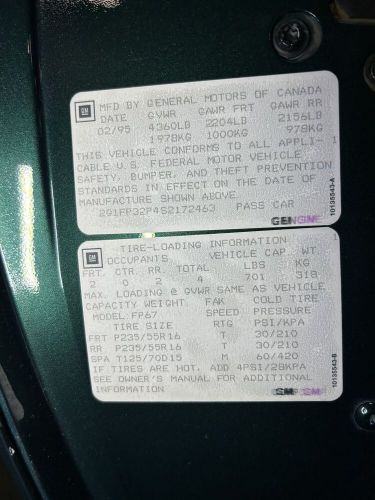 GM
MFD BY GENERAL MOTORS OF CANADA
DATE GVWR GAWR FRT GAWR RR
02/95 4360LB 2204LB 2156LB
1978KG 1000KG 978KG
THIS VEHICLE CONFORMS TO ALL APPLI-
CABLE U.S. FEDERAL MOTOR VEHICLE
SAFETY, BUMPER, AND THEFT PREVENTION
STANDARDS IN EFFECT ON THE DATE OF
MANUFACTURE SHOWN ABOVE.
2G1FP32P4S2172463 PASS CAR
10135543-A
GM
TIRE-LOADING INFORMATION
OCCUPANTS VEHICLE CAP. WT.
FRT. CTR. RR. TOTAL LBS KG
2 0 2 4 701 318
MAX. LOADING @ GVWR SAME AS VEHICLE
CAPACITY WEIGHT FAK COLD TIRE
MODEL: FP67 SPEED PRESSURE
TIRE SIZE RTG PSI/KPA
FRT P235/55R16 T 30/210
RR P235/55R16 T 30/210
SPA T125/70D15 M 60/420
IF TIRES ARE HOT, ADD 4PSI/28KPA
SEE OWNER'S MANUAL FOR ADDITIONAL
INFORMATION
GM GM
10135543-B